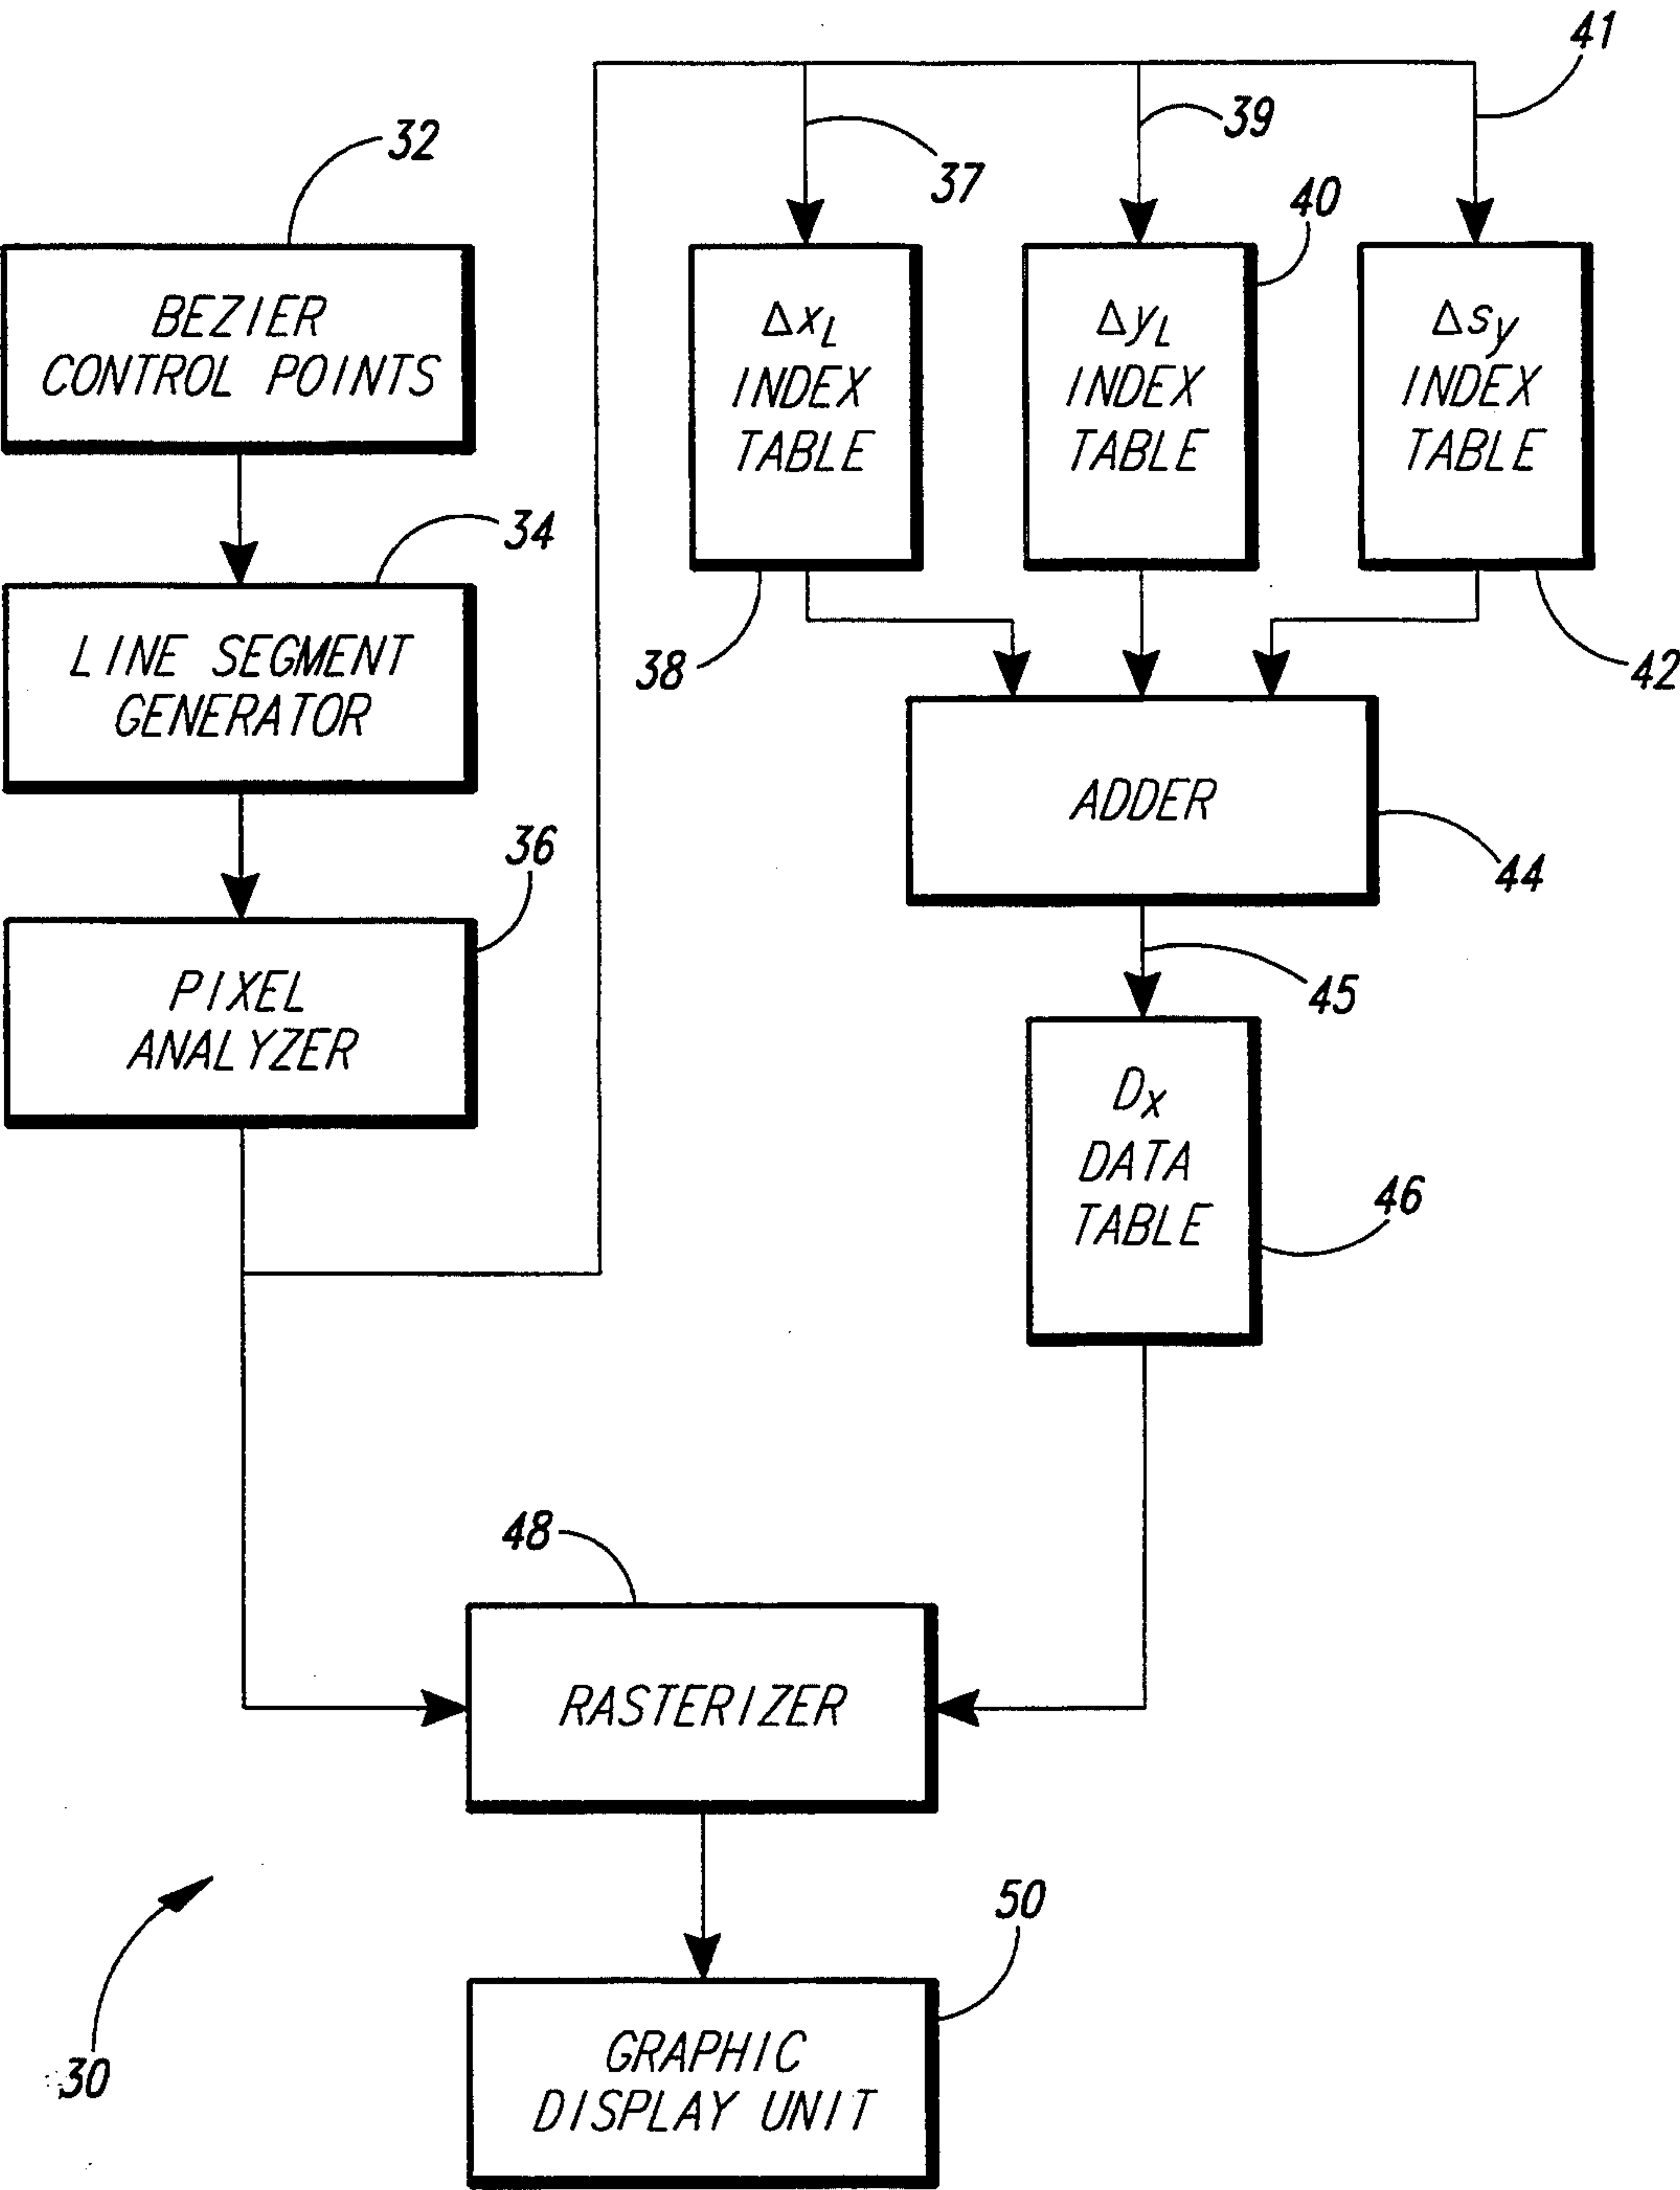 41
32
39
37
40
BEZIER
CONTROL POINTS
Δx_L
INDEX
TABLE
Δy_L
INDEX
TABLE
Δs_y
INDEX
TABLE
34
38
42
LINE SEGMENT
GENERATOR
ADDER
36
44
PIXEL
ANALYZER
45
D_x
DATA
TABLE
46
48
RASTERIZER
50
30
GRAPHIC
DISPLAY UNIT